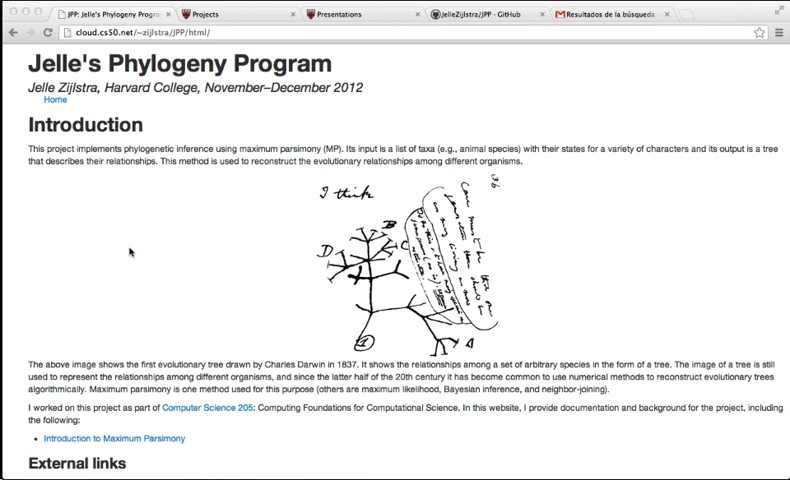 JPP: Jelle's Phylogeny Progra
Projects
Presentations
JelleZijlstra/JPP · GitHub
Resultados de la búsqueda
cloud.cs50.net/~zijlstra/JPP/html/
Jelle's Phylogeny Program
Jelle Zijlstra, Harvard College, November–December 2012
Home
Introduction
This project implements phylogenetic inference using maximum parsimony (MP). Its input is a list of taxa (e.g., animal species) with their states for a variety of characters and its output is a tree
that describes their relationships. This method is used to reconstruct the evolutionary relationships among different organisms.
36
I think
B
D
C
A
1
The above image shows the first evolutionary tree drawn by Charles Darwin in 1837. It shows the relationships among a set of arbitrary species in the form of a tree. The image of a tree is still
used to represent the relationships among different organisms, and since the latter half of the 20th century it has become common to use numerical methods to reconstruct evolutionary trees
algorithmically. Maximum parsimony is one method used for this purpose (others are maximum likelihood, Bayesian inference, and neighbor-joining).
I worked on this project as part of Computer Science 205: Computing Foundations for Computational Science. In this website, I provide documentation and background for the project, including
the following:
• Introduction to Maximum Parsimony
External links